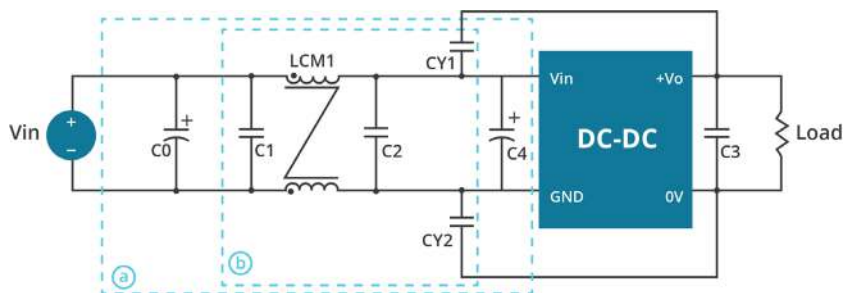 LCM1
CY1
Vin
+
−
C0
+
C1
C2
+
C4
Vin
+Vo
DC-DC
GND
0V
C3
Load
CY2
a
b